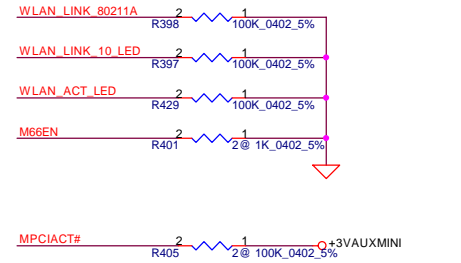 WLAN_LINK_80211A 2 1
R398 100K_0402_5%
WLAN_LINK_10_LED 2 1
R397 100K_0402_5%
WLAN_ACT_LED 2 1
R429 100K_0402_5%
M66EN 2 1
R401 2@ 1K_0402_5%
MPCIACT# 2 1 +3VAUXMINI
R405 2@ 100K_0402_5%